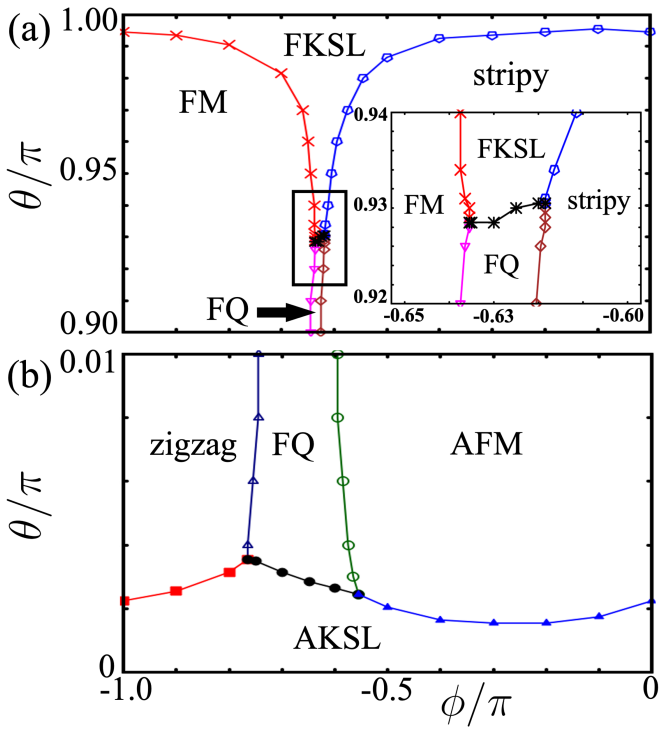 (a)
1.00
FKSL
FM
stripy
0.94
θ/π
0.95
FKSL
FM
0.93
stripy
FQ
FQ
0.92
0.90
-0.65
-0.63
-0.60
(b)
0.01
zigzag
FQ
AFM
θ/π
AKSL
0
-1.0
-0.5
ϕ/π
0